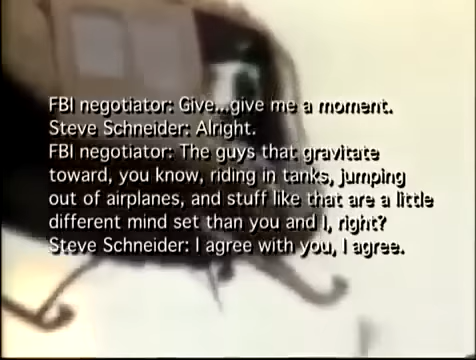 FBI negotiator: Give...give me a moment.
Steve Schneider: Alright.
FBI negotiator: The guys that gravitate
toward, you know, riding in tanks, jumping
out of airplanes, and stuff like that are a little
different mind set than you and I, right?
Steve Schneider: I agree with you, I agree.